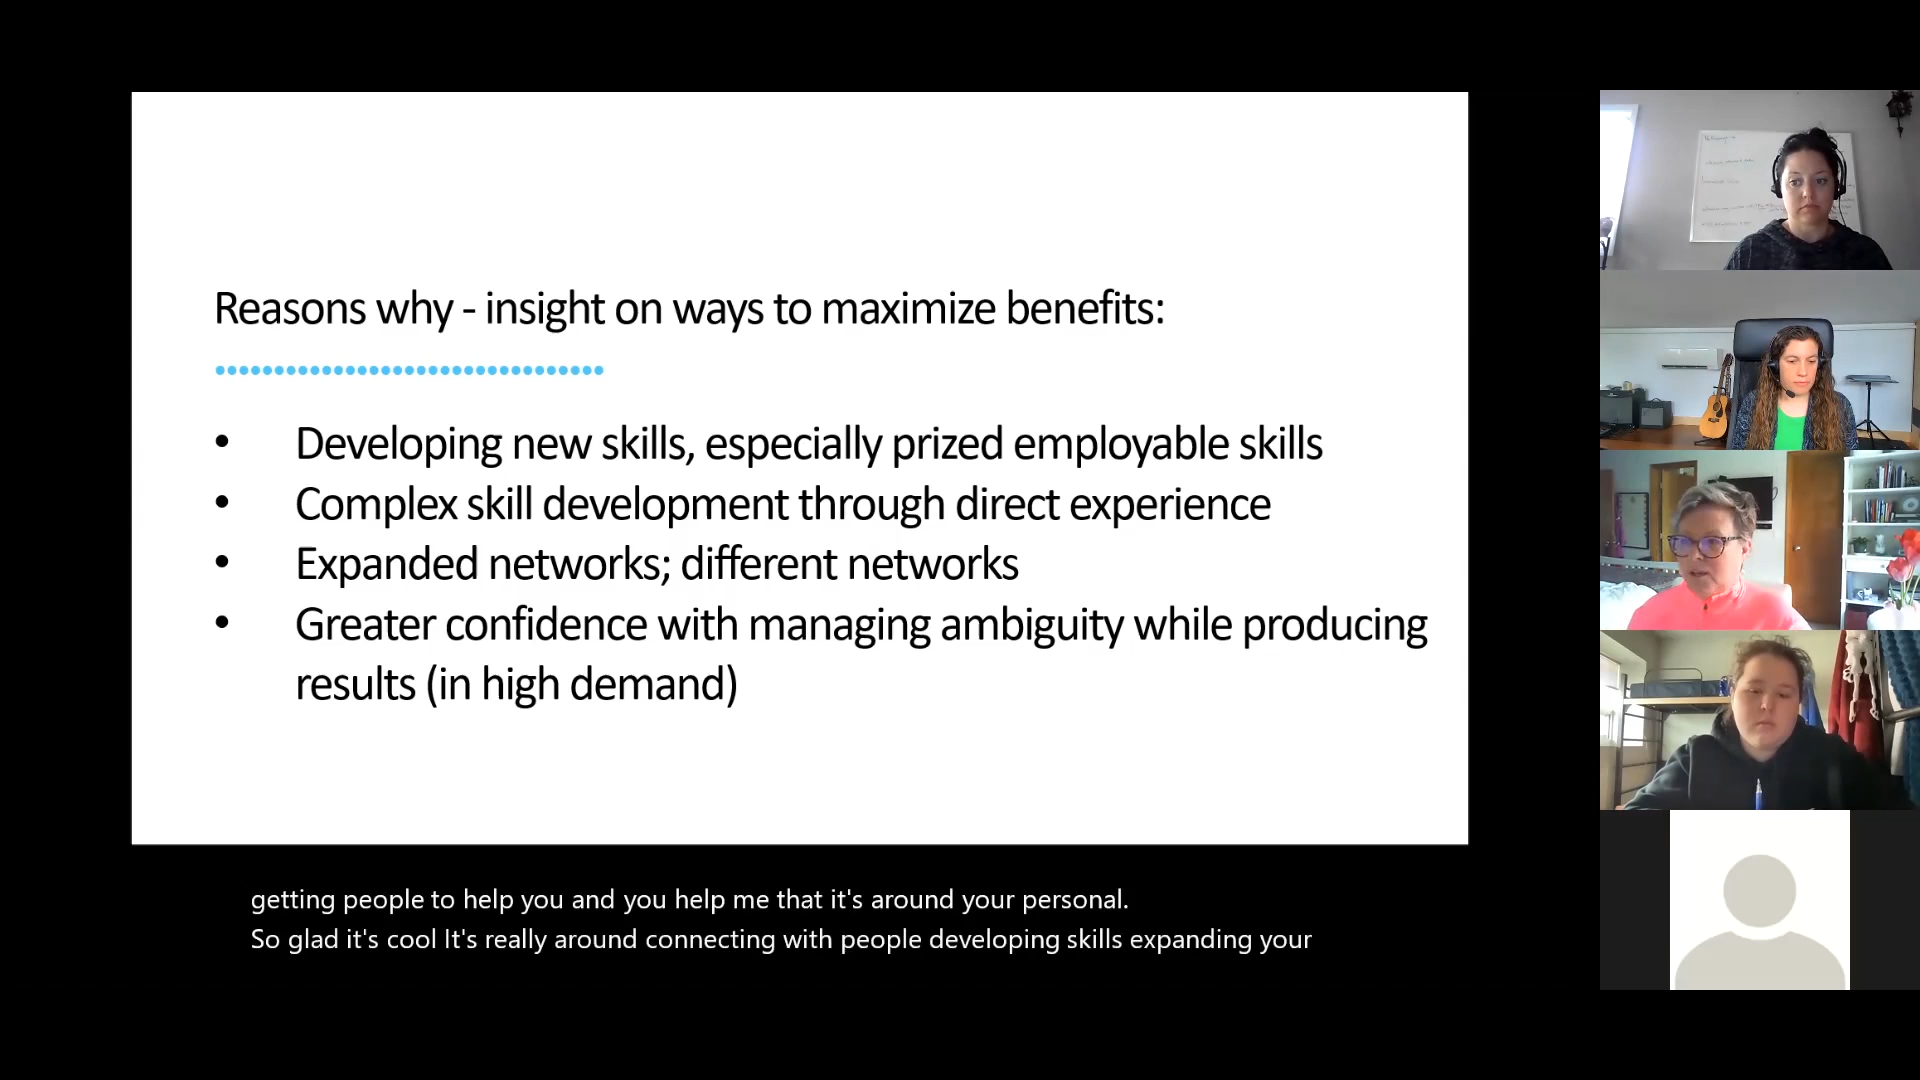 Reasons why - insight on ways to maximize benefits:
• Developing new skills, especially prized employable skills
• Complex skill development through direct experience
• Expanded networks; different networks
• Greater confidence with managing ambiguity while producing
results (in high demand)
getting people to help you and you help me that it's around your personal.
So glad it's cool It's really around connecting with people developing skills expanding your